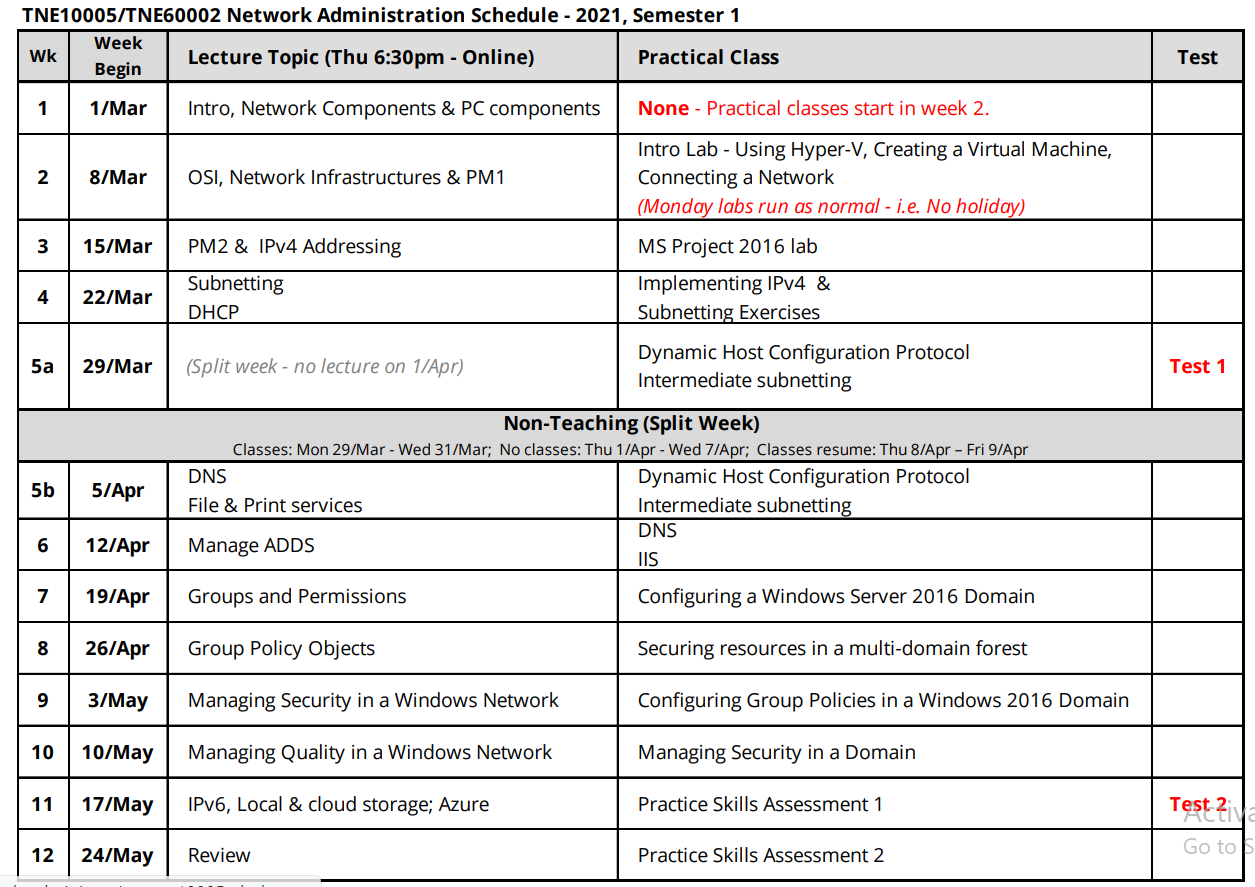 TNE10005/TNE60002 Network Administration Schedule - 2021, Semester 1
Wk
Week
Begin
Lecture Topic (Thu 6:30pm - Online)
Practical Class
Test
1
1/Mar
Intro, Network Components & PC components
None - Practical classes start in week 2.
2
8/Mar
OSI, Network Infrastructures & PM1
Intro Lab - Using Hyper-V, Creating a Virtual Machine,
Connecting a Network
(Monday labs run as normal - i.e. No holiday)
3
15/Mar
PM2 & IPv4 Addressing
MS Project 2016 lab
4
22/Mar
Subnetting
DHCP
Implementing IPv4 &
Subnetting Exercises
5a
29/Mar
(Split week - no lecture on 1/Apr)
Dynamic Host Configuration Protocol
Intermediate subnetting
Test 1
Non-Teaching (Split Week)
Classes: Mon 29/Mar - Wed 31/Mar; No classes: Thu 1/Apr - Wed 7/Apr; Classes resume: Thu 8/Apr – Fri 9/Apr
5b
5/Apr
DNS
File & Print services
Dynamic Host Configuration Protocol
Intermediate subnetting
6
12/Apr
Manage ADDS
DNS
IIS
7
19/Apr
Groups and Permissions
Configuring a Windows Server 2016 Domain
8
26/Apr
Group Policy Objects
Securing resources in a multi-domain forest
9
3/May
Managing Security in a Windows Network
Configuring Group Policies in a Windows 2016 Domain
10
10/May
Managing Quality in a Windows Network
Managing Security in a Domain
11
17/May
IPv6, Local & cloud storage; Azure
Practice Skills Assessment 1
Test 2
Activa
Go to S
12
24/May
Review
Practice Skills Assessment 2